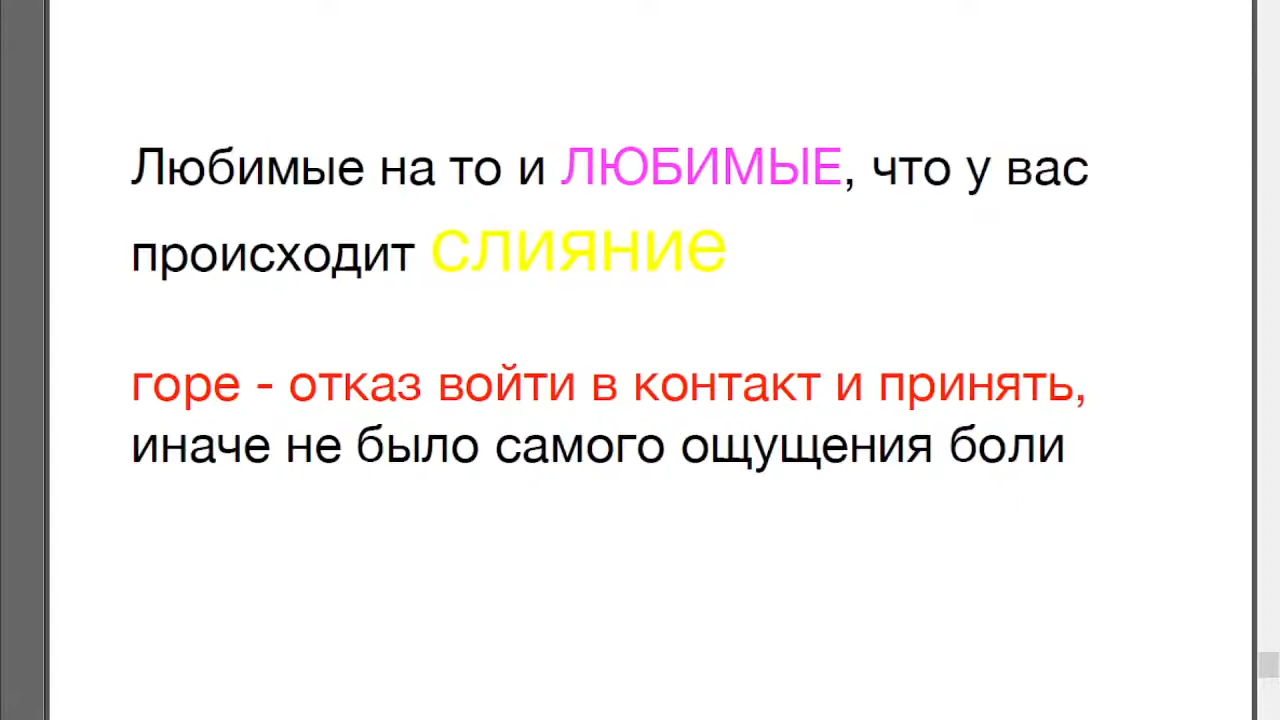 Любимые на то и ЛЮБИМЫЕ, что у вас
происходит слияние
горе - отказ войти в контакт и принять,
иначе не было самого ощущения боли